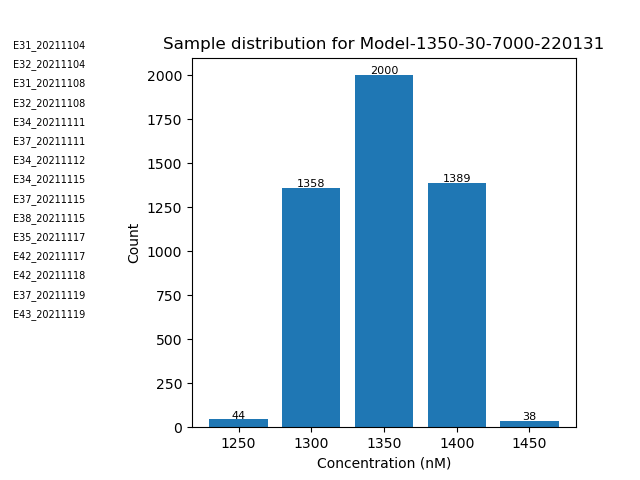 Sample distribution for Model-1350-30-7000-220131
E31_20211104
E32_20211104
E31_20211108
E32_20211108
E34_20211111
E37_20211111
E34_20211112
E34_20211115
E37_20211115
E38_20211115
E35_20211117
E42_20211117
E42_20211118
E37_20211119
E43_20211119
Count
2000
1750
1500
1250
1000
750
500
250
0
44
1358
2000
1389
38
1250 1300 1350 1400 1450
Concentration (nM)